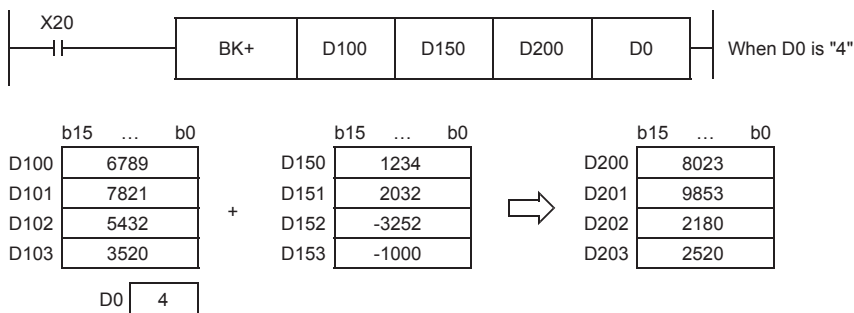 X20
BK+ D100 D150 D200 D0 When D0 is "4"
b15 … b0 b15 … b0 b15 … b0
D100 6789 D150 1234 D200 8023
D101 7821 D151 2032 D201 9853
+
D102 5432 D152 -3252 D202 2180
D103 3520 D153 -1000 D203 2520
D0 4